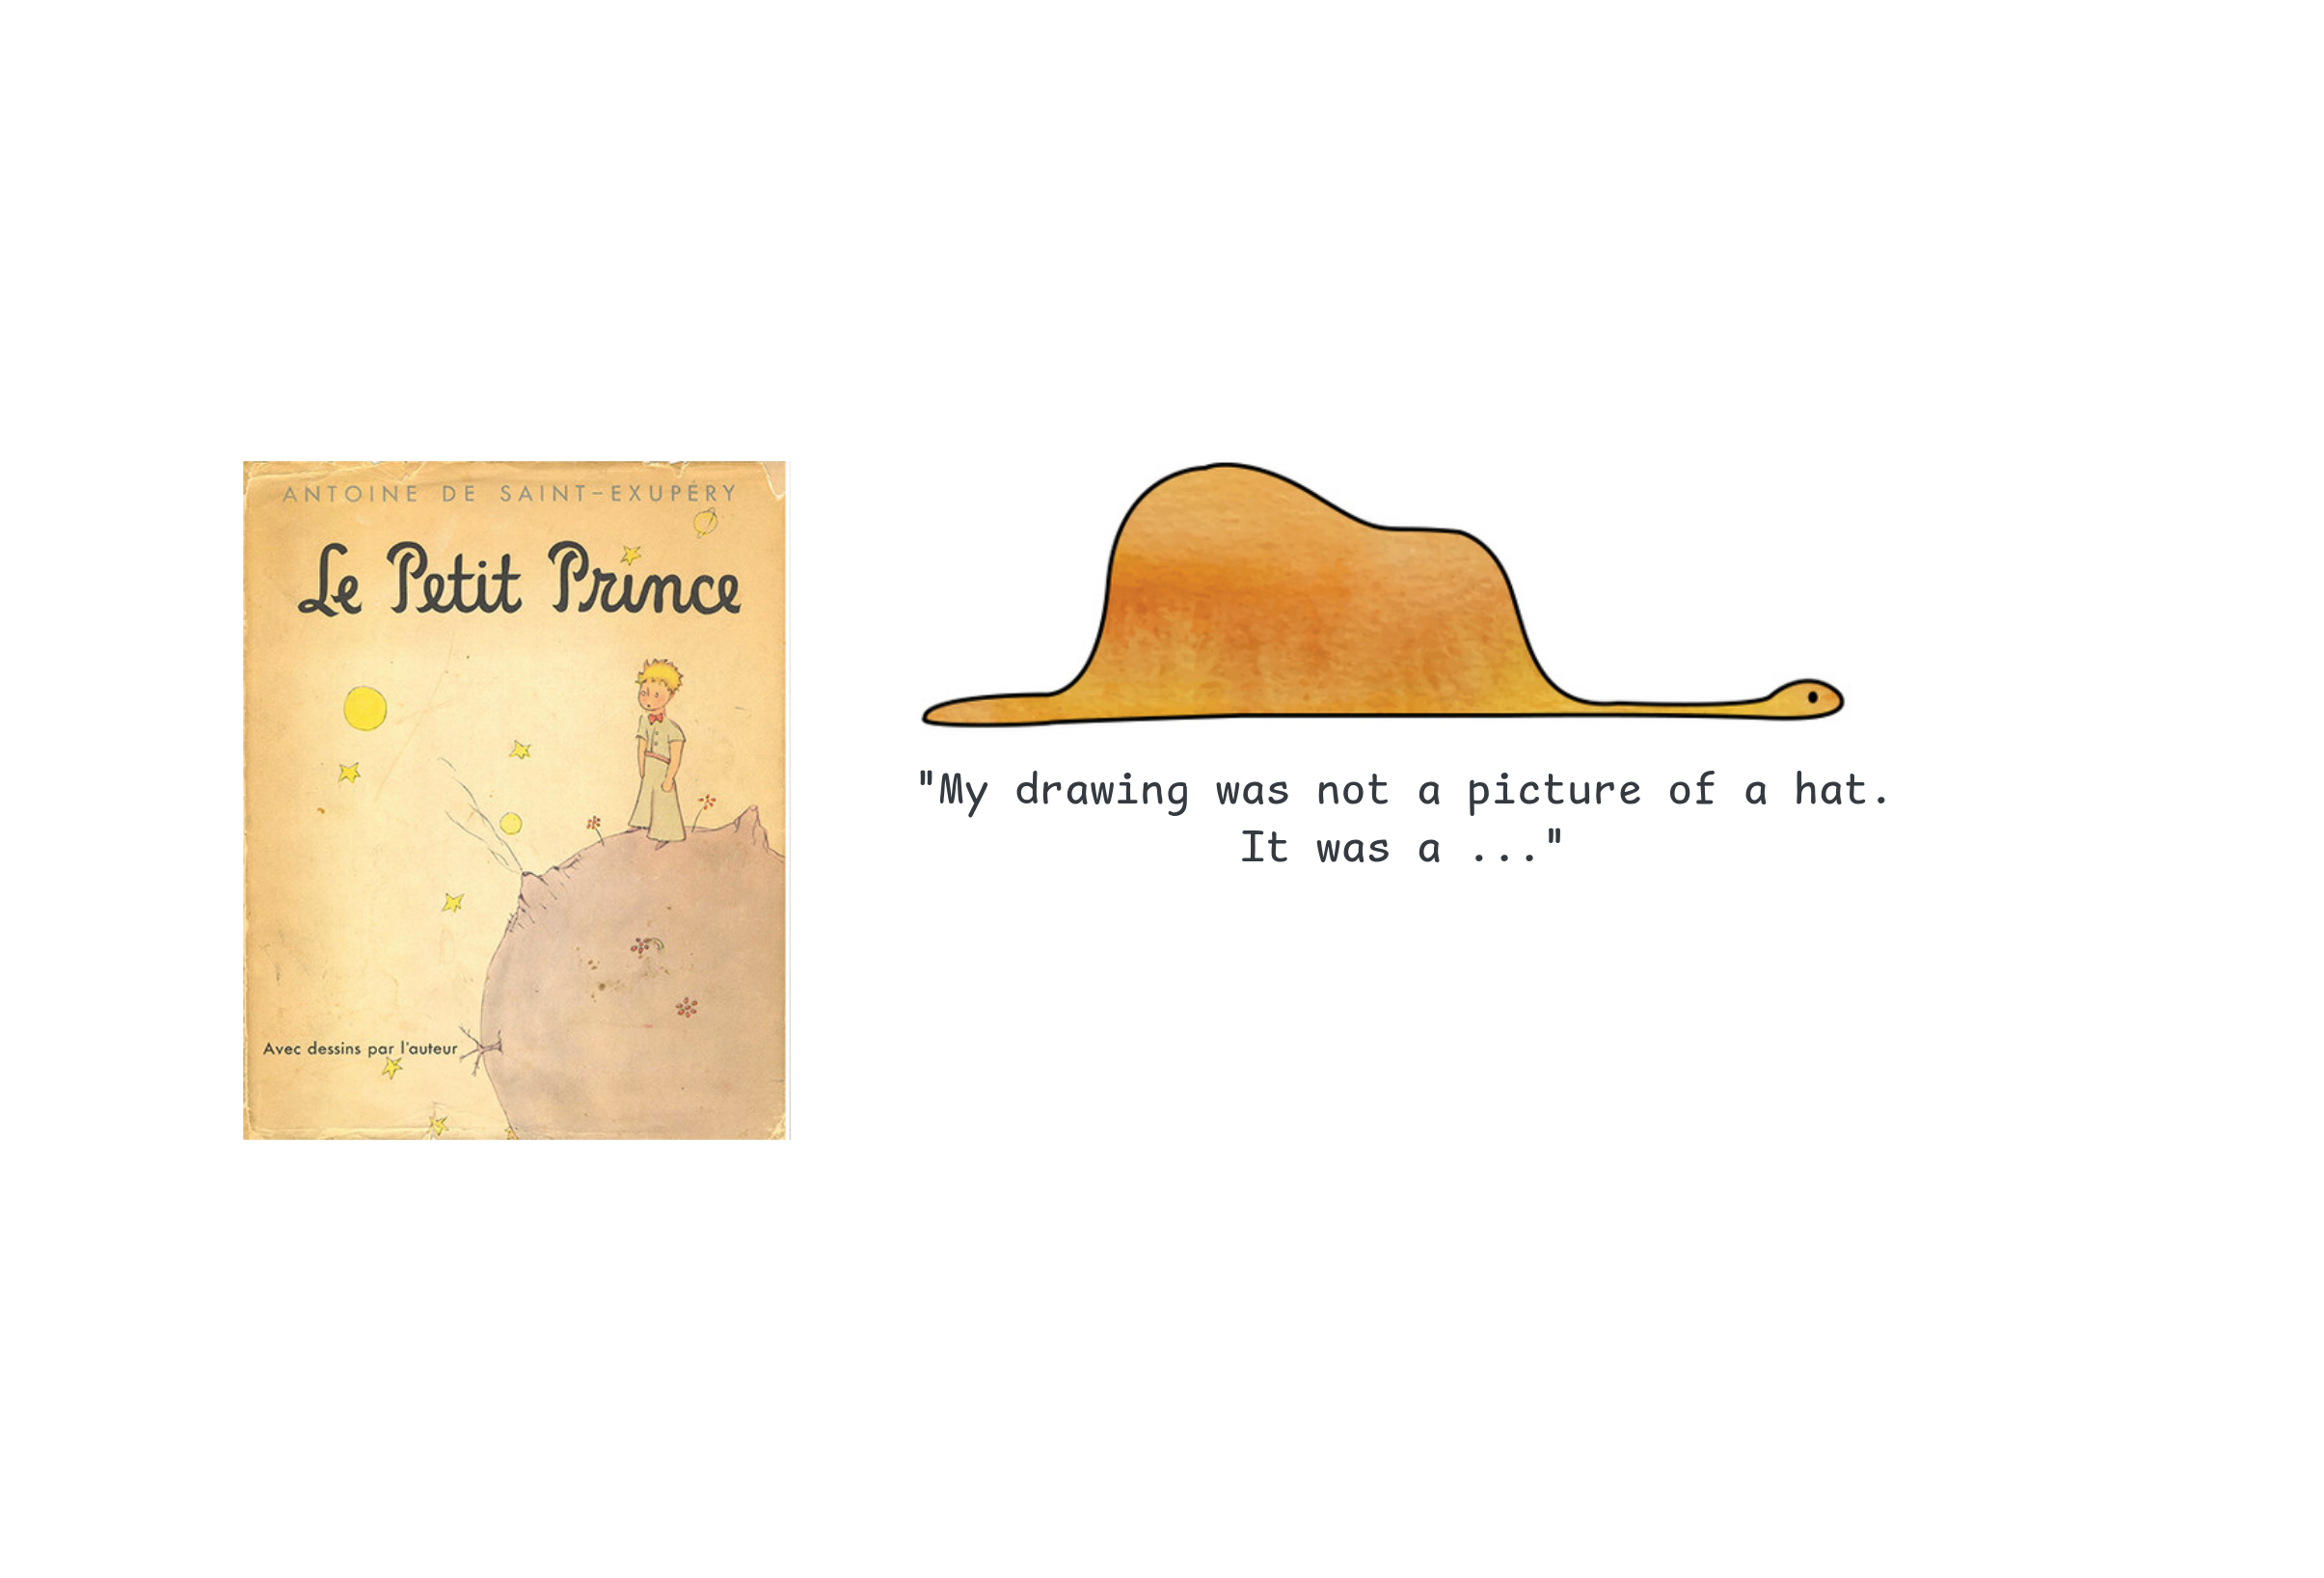 ANTOINE DE SAINT-EXUPÉRY
Le Petit Prince
Avec dessins par l'auteur
"My drawing was not a picture of a hat.
It was a ..."